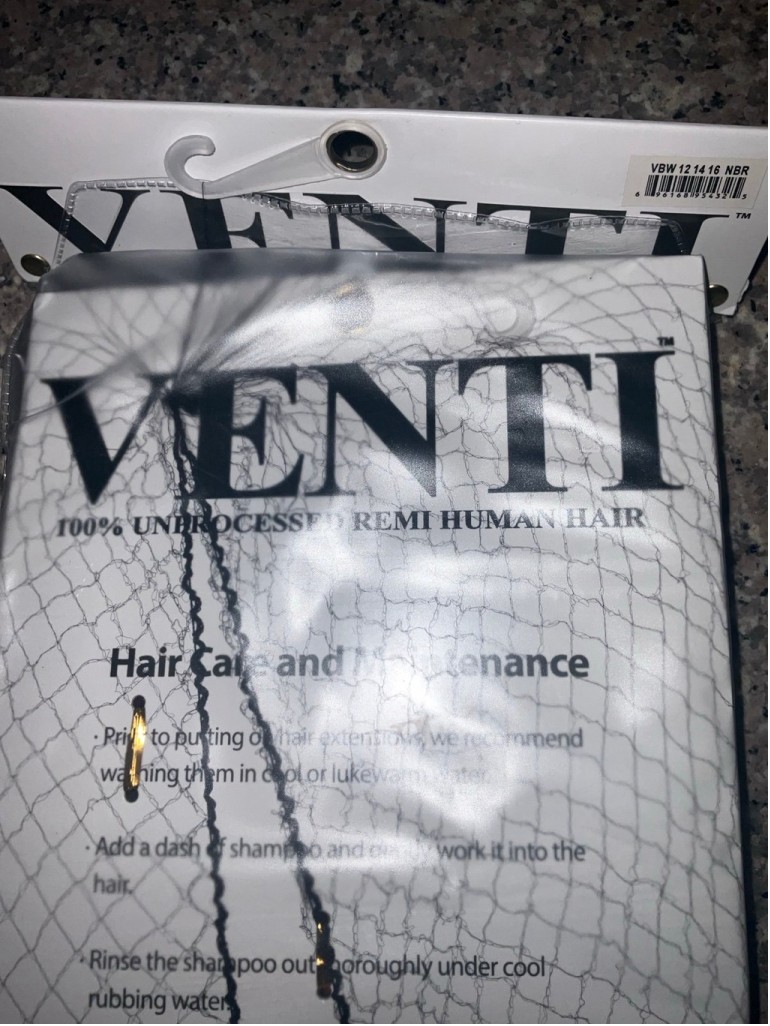 VBW 12 14 16 NBR
VENTI™
VENTI™
100% UNPROCESSED REMI HUMAN HAIR
Hair Care and Maintenance
· Prior to putting on hair extensions, we recommend
washing them in cool or lukewarm water.
· Add a dash of shampoo and gently work it into the
hair.
· Rinse the shampoo out thoroughly under cool
rubbing water.